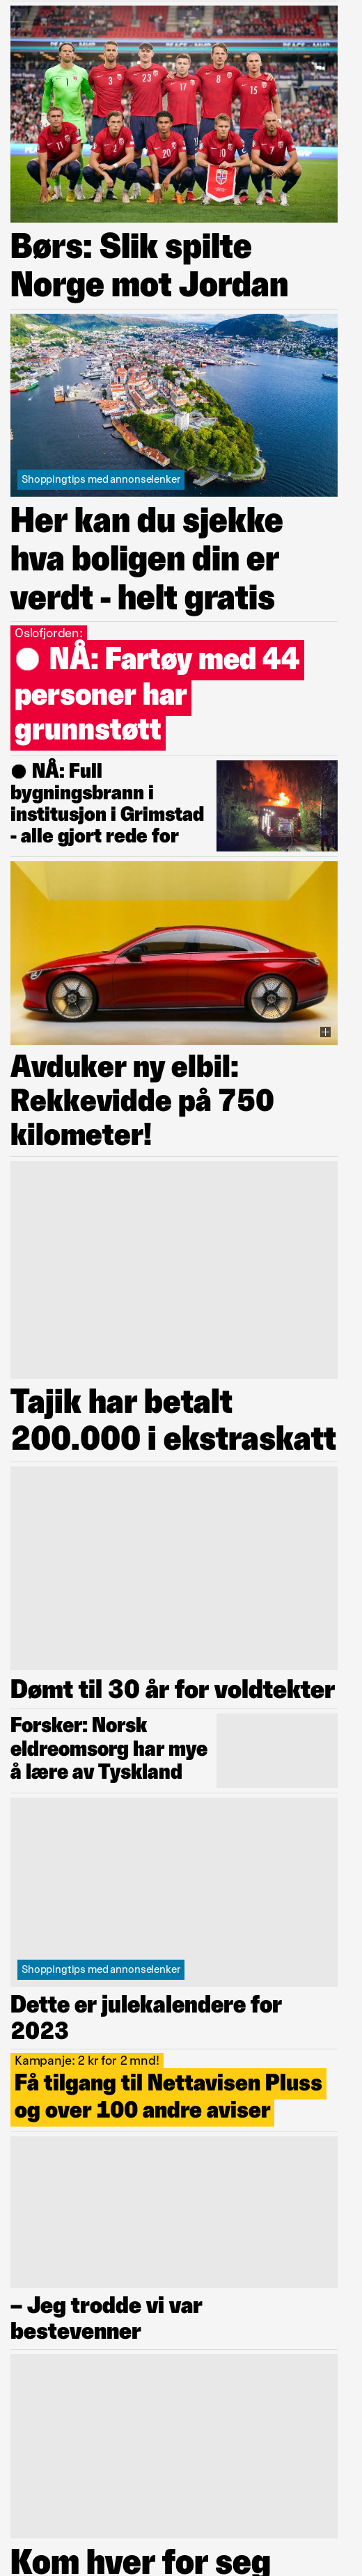 Børs: Slik spilte
Norge mot Jordan
Shoppingtips med annonselenker
Her kan du sjekke
hva boligen din er
verdt - helt gratis
Oslofjorden:
NÅ: Fartøy med 44
personer har
grunnstøtt
NÅ: Full
bygningsbrann i
institusjon i Grimstad
- alle gjort rede for
Avduker ny elbil:
Rekkevidde på 750
kilometer!
Tajik har betalt
200.000 i ekstraskatt
Dømt til 30 år for voldtekter
Forsker: Norsk
eldreomsorg har mye
å lære av Tyskland
Shoppingtips med annonselenker
Dette er julekalendere for
2023
Kampanje: 2 kr for 2 mnd!
Få tilgang til Nettavisen Pluss
og over 100 andre aviser
– Jeg trodde vi var
bestevenner
Kom hver for seg